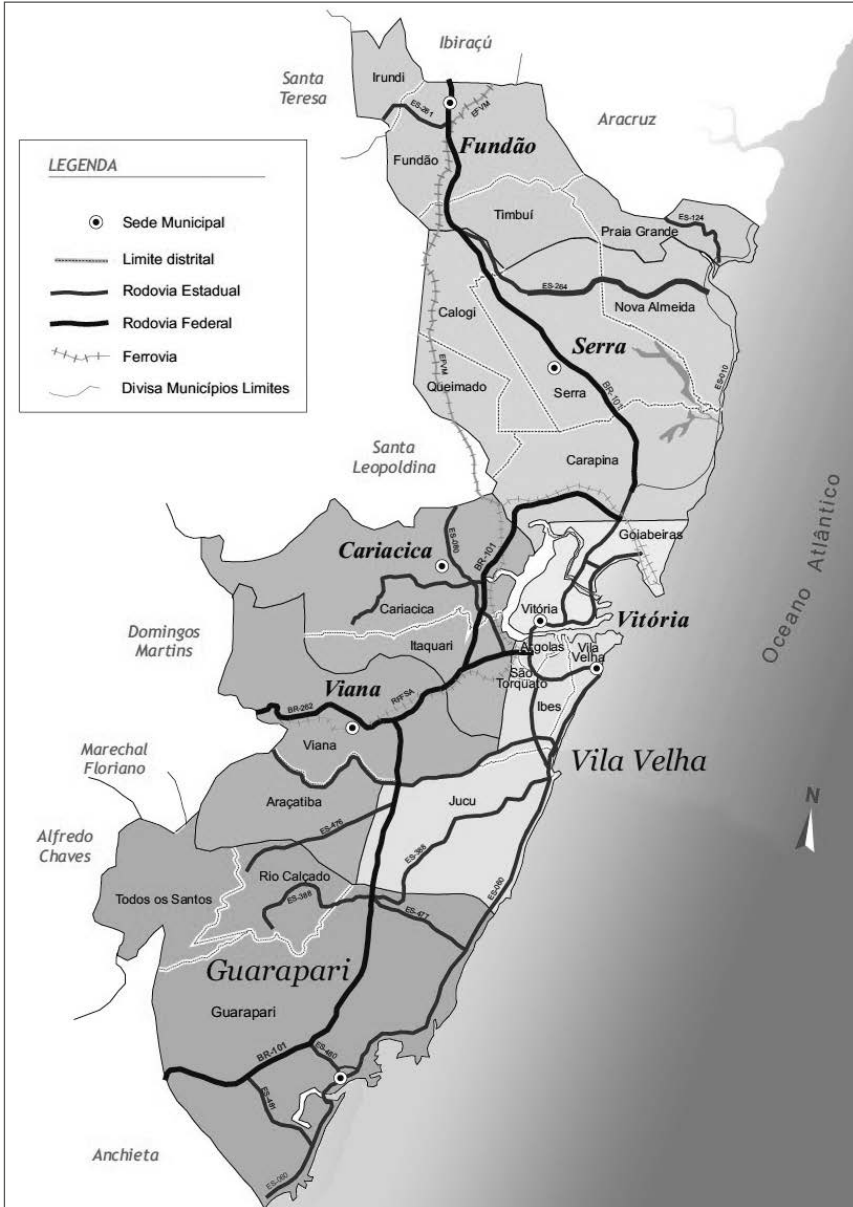 Ibiraçú
Santa
Teresa
Irundi
ES-261
EFVM
Aracruz
Fundão
Fundão
LEGENDA
Sede Municipal
Limite distrital
Rodovia Estadual
Rodovia Federal
Ferrovia
Divisa Municípios Limites
Timbuí
ES-124
Praia Grande
ES-264
Nova Almeida
Calogi
Serra
EFVM
Queimado
Serra
BR-101
ES-010
Santa
Leopoldina
Carapina
Oceano Atlântico
Goiabeiras
ES-080
BR-101
Cariacica
Cariacica
Vitória
Vitória
Itaquari
Argolas
Vila
Velha
São
Torquato
Ibes
Domingos
Martins
Viana
RFFSA
BR-262
Viana
Vila Velha
Marechal
Floriano
Araçatiba
Jucu
N
Alfredo
Chaves
ES-476
ES-388
Rio Calçado
Todos os Santos
ES-388
ES-060
ES-477
Guarapari
Guarapari
BR-101
ES-480
ES-481
Anchieta
ES-060